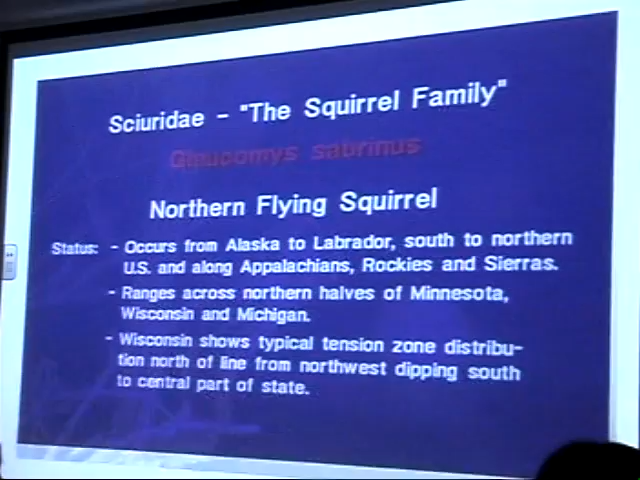 Sciuridae - "The Squirrel Family"
Glaucomys sabrinus
Northern Flying Squirrel
Status: - Occurs from Alaska to Labrador, south to northern
U.S. and along Appalachians, Rockies and Sierras.
- Ranges across northern halves of Minnesota,
Wisconsin and Michigan.
- Wisconsin shows typical tension zone distribu-
tion north of line from northwest dipping south
to central part of state.